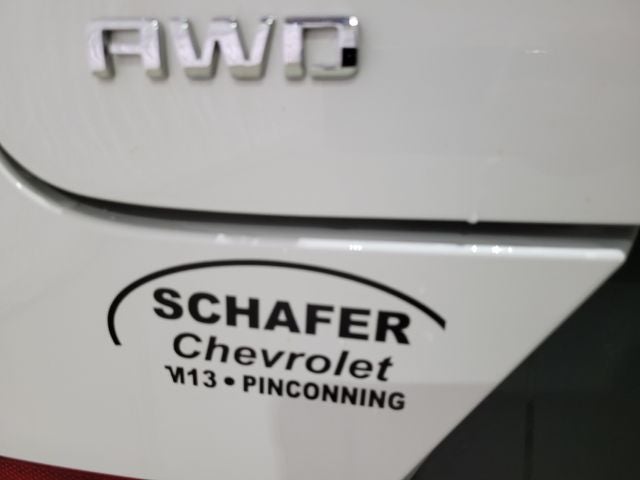 AWD
SCHAFER
Chevrolet
M13 • PINCONNING